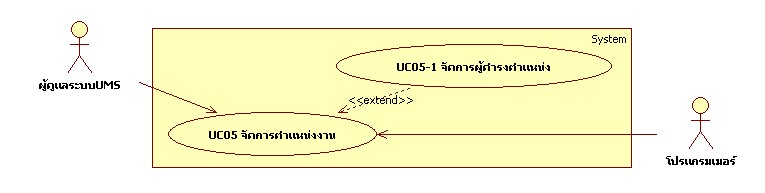 System
UC05-1 จัดการผู้ดำรงตำแหน่ง
ผู้ดูแลระบบUMS
<<extend>>
UC05 จัดการตำแหน่งงาน
โปรแกรมเมอร์